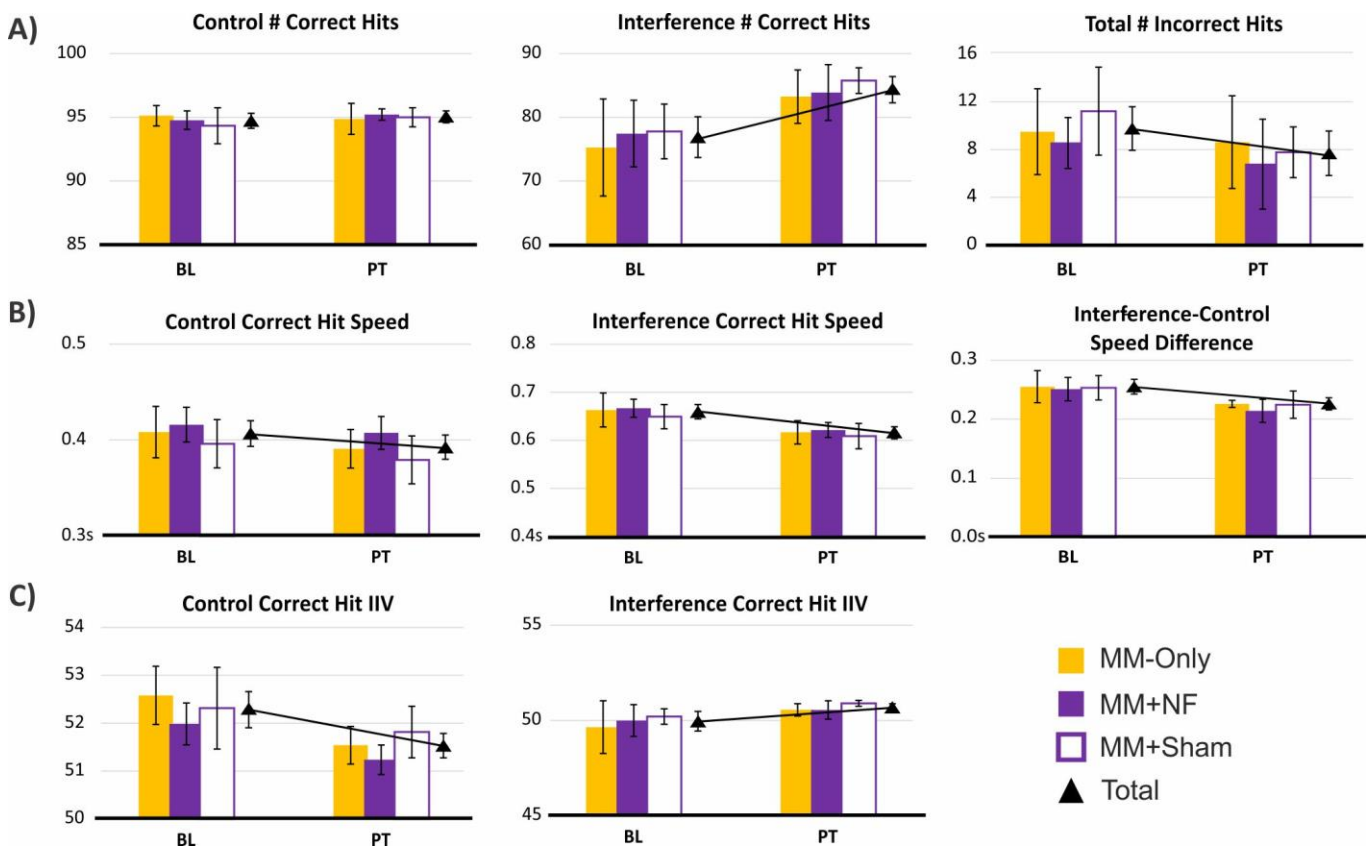 A)
Control # Correct Hits
100
95
90
85
BL PT
Interference # Correct Hits
90
80
70
60
BL PT
Total # Incorrect Hits
16
12
8
4
0
BL PT
B)
Control Correct Hit Speed
0.5
0.4
0.3s
BL PT
Interference Correct Hit Speed
0.8
0.7
0.6
0.5
0.4s
BL PT
Interference-Control
Speed Difference
0.3
0.2
0.1
0.0s
BL PT
C)
Control Correct Hit IIV
54
53
52
51
50
BL PT
Interference Correct Hit IIV
55
50
45
BL PT
MM-Only
MM+NF
MM+Sham
Total